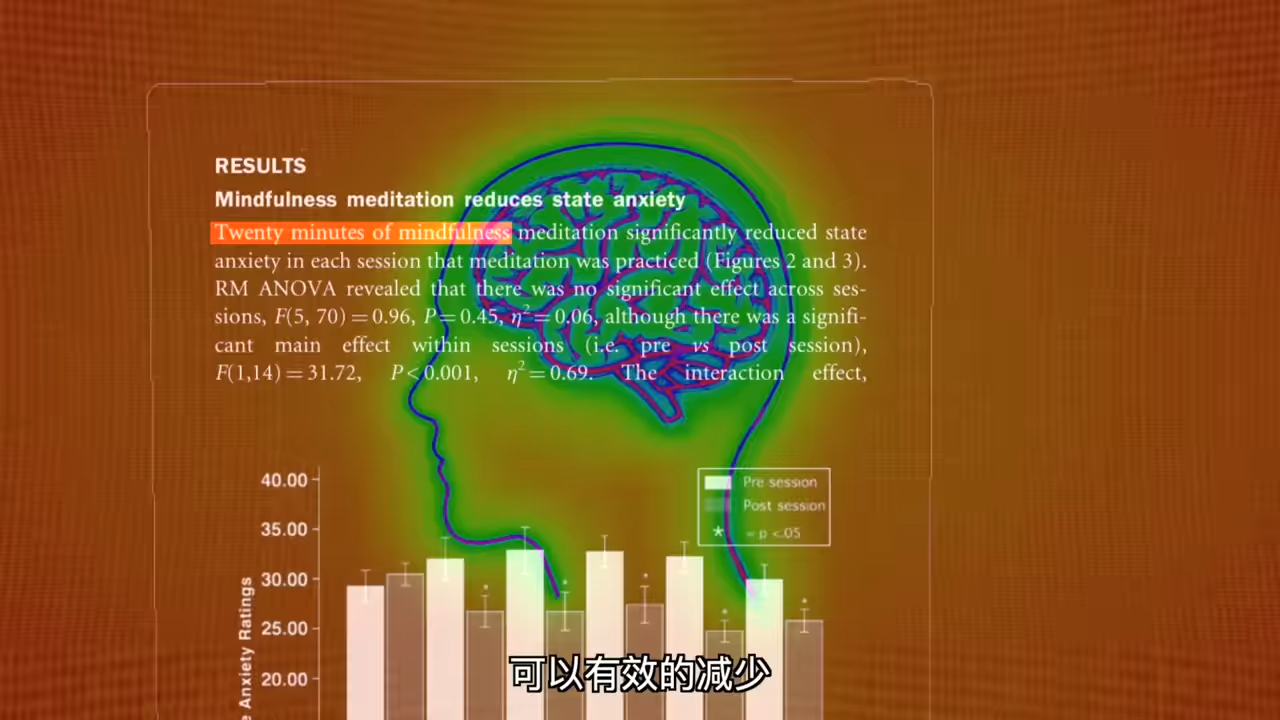 RESULTS
Mindfulness meditation reduces state anxiety
Twenty minutes of mindfulness meditation significantly reduced state
anxiety in each session that meditation was practiced (Figures 2 and 3).
RM ANOVA revealed that there was no significant effect across ses-
sions, F(5, 70) = 0.96, P = 0.45, η² = 0.06, although there was a signifi-
cant main effect within sessions (i.e. pre vs post session),
F(1,14) = 31.72, P < 0.001, η² = 0.69. The interaction effect,
40.00
35.00
30.00
25.00
20.00
Anxiety Ratings
Pre session
Post session
* = p <.05
*
*
*
*
*
可以有效的减少